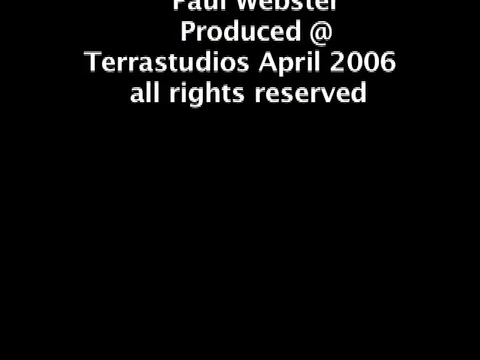 Paul Webster
Produced @
Terrastudios April 2006
all rights reserved